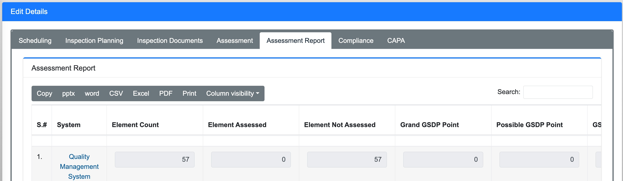 Edit Details
Scheduling Inspection Planning Inspection Documents Assessment Assessment Report Compliance CAPA
Assessment Report
Copy pptx word CSV Excel PDF Print Column visibility
Search:
S.# System Element Count Element Assessed Element Not Assessed Grand GSDP Point Possible GSDP Point GS
1. Quality Management System 57 0 57 0 0